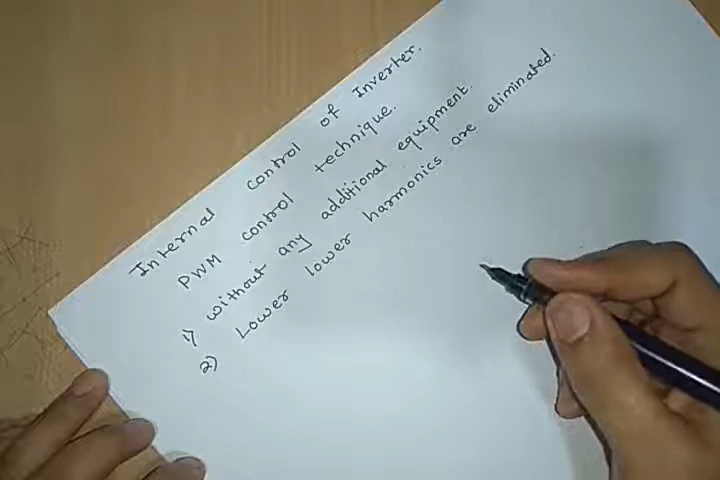 Internal control of Inverter.
PWM control technique.
1) without any additional equipment.
2) Lower lower harmonics are eliminated.